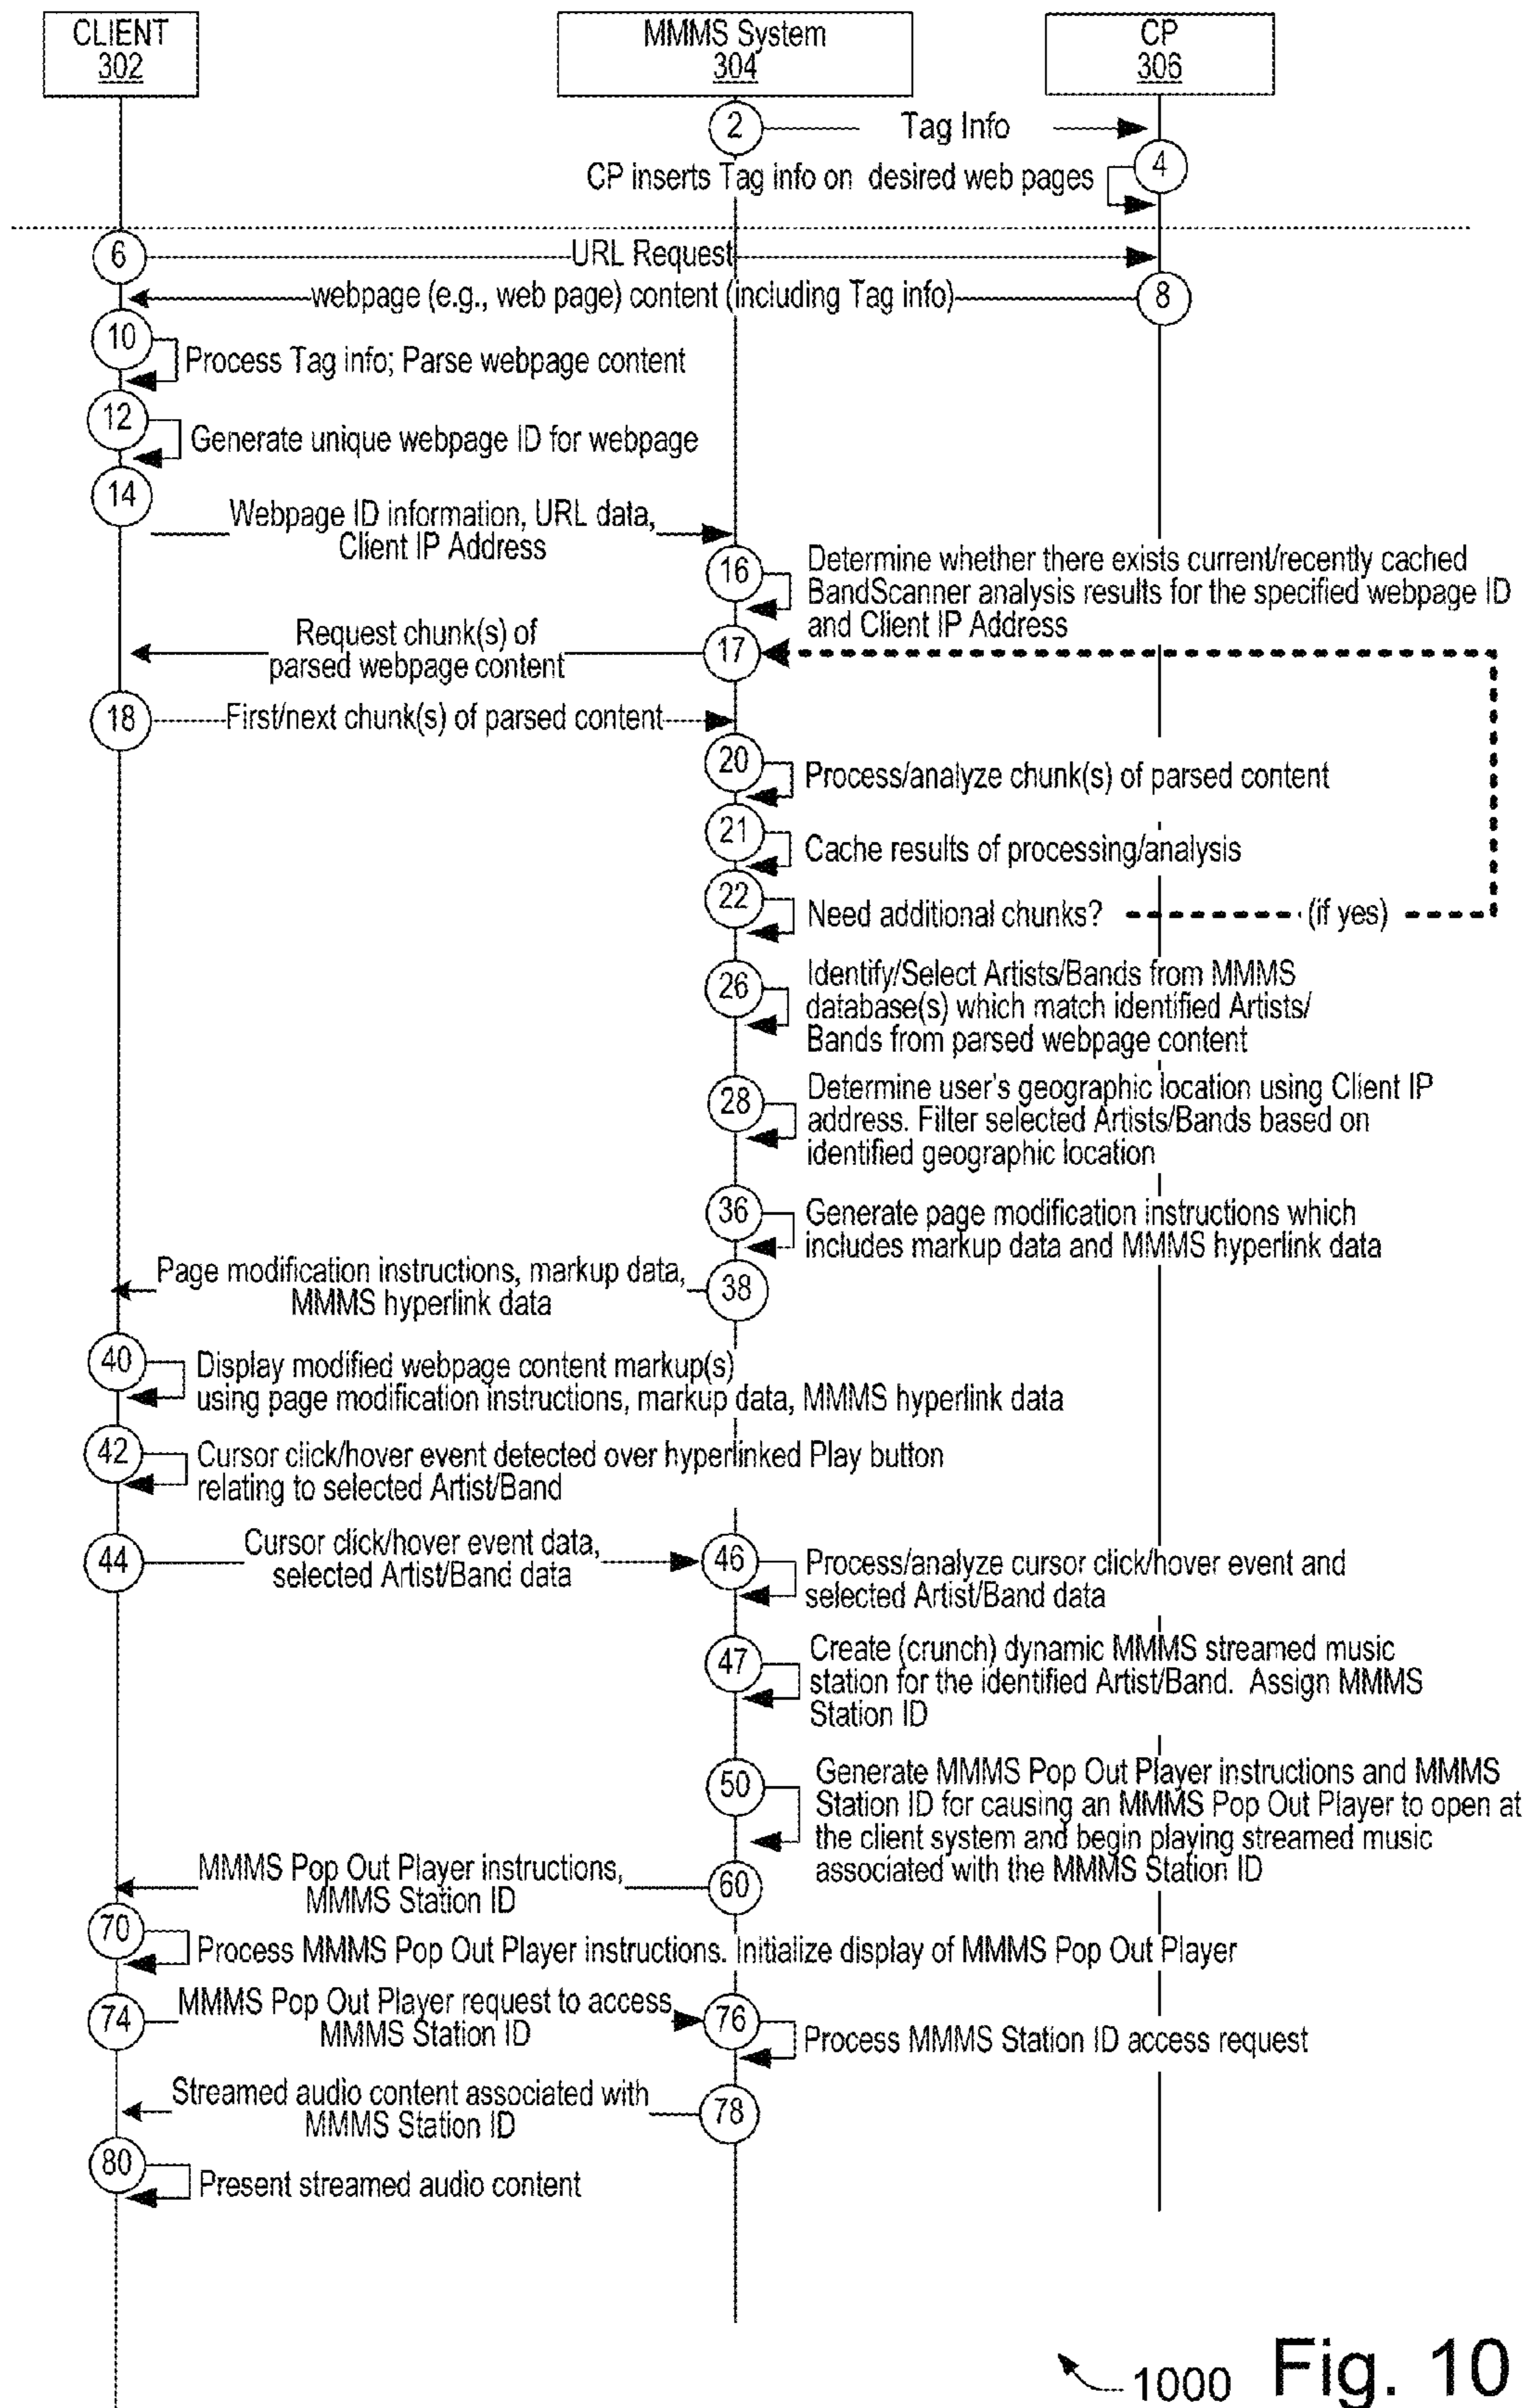 CLIENT
302
MMMS System
304
CP
306
2
Tag Info
4
CP inserts Tag info on desired web pages
6
URL Request
webpage (e.g., web page) content (including Tag info)
8
10
Process Tag info; Parse webpage content
12
Generate unique webpage ID for webpage
14
Webpage ID information, URL data,
Client IP Address
16
Determine whether there exists current/recently cached
BandScanner analysis results for the specified webpage ID
and Client IP Address
Request chunk(s) of
parsed webpage content
17
18
First/next chunk(s) of parsed content
20
Process/analyze chunk(s) of parsed content
21
Cache results of processing/analysis
22
Need additional chunks?
(if yes)
26
Identify/Select Artists/Bands from MMMS
database(s) which match identified Artists/
Bands from parsed webpage content
28
Determine user's geographic location using Client IP
address. Filter selected Artists/Bands based on
identified geographic location
36
Generate page modification instructions which
includes markup data and MMMS hyperlink data
Page modification instructions, markup data,
MMMS hyperlink data
38
40
Display modified webpage content markup(s)
using page modification instructions, markup data, MMMS hyperlink data
42
Cursor click/hover event detected over hyperlinked Play button
relating to selected Artist/Band
44
Cursor click/hover event data,
selected Artist/Band data
46
Process/analyze cursor click/hover event and
selected Artist/Band data
47
Create (crunch) dynamic MMMS streamed music
station for the identified Artist/Band. Assign MMMS
Station ID
50
Generate MMMS Pop Out Player instructions and MMMS
Station ID for causing an MMMS Pop Out Player to open at
the client system and begin playing streamed music
associated with the MMMS Station ID
MMMS Pop Out Player instructions,
MMMS Station ID
60
70
Process MMMS Pop Out Player instructions. Initialize display of MMMS Pop Out Player
74
MMMS Pop Out Player request to access
MMMS Station ID
76
Process MMMS Station ID access request
Streamed audio content associated with
MMMS Station ID
78
80
Present streamed audio content
1000
Fig. 10